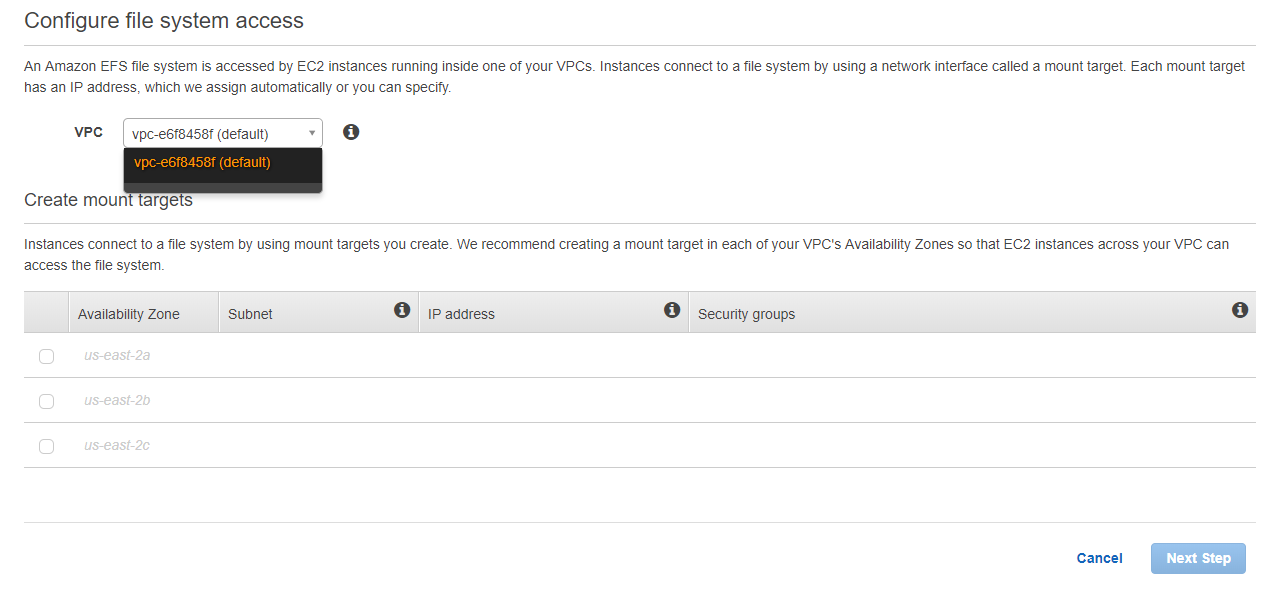 Configure file system access
An Amazon EFS file system is accessed by EC2 instances running inside one of your VPCs. Instances connect to a file system by using a network interface called a mount target. Each mount target
has an IP address, which we assign automatically or you can specify.
VPC vpc-e6f8458f (default)
vpc-e6f8458f (default)
Create mount targets
Instances connect to a file system by using mount targets you create. We recommend creating a mount target in each of your VPC's Availability Zones so that EC2 instances across your VPC can
access the file system.
Availability Zone Subnet IP address Security groups
us-east-2a
us-east-2b
us-east-2c
Cancel Next Step